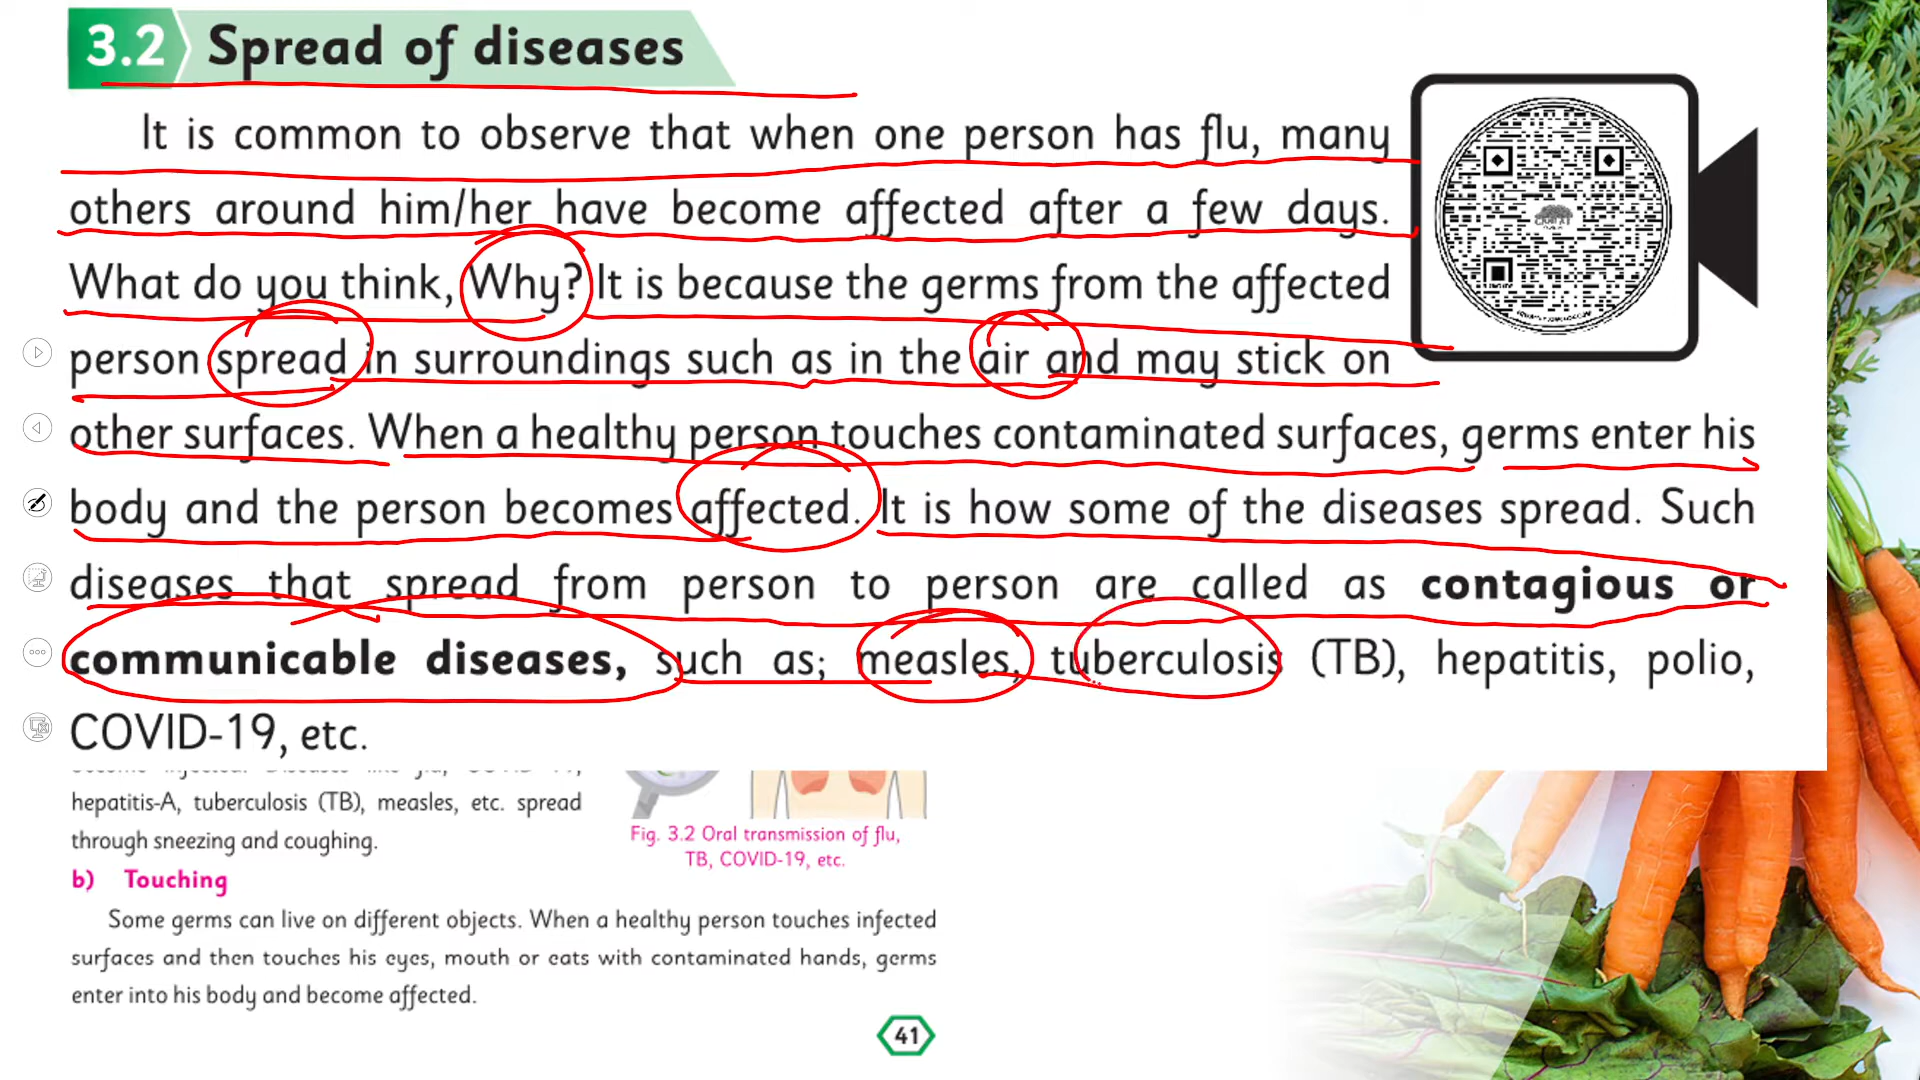 3.2 Spread of diseases
It is common to observe that when one person has flu, many
others around him/her have become affected after a few days.
What do you think, Why? It is because the germs from the affected
person spread in surroundings such as in the air and may stick on
other surfaces. When a healthy person touches contaminated surfaces, germs enter his
body and the person becomes affected. It is how some of the diseases spread. Such
diseases that spread from person to person are called as contagious or
communicable diseases, such as; measles, tuberculosis (TB), hepatitis, polio,
COVID-19, etc.
hepatitis-A, tuberculosis (TB), measles, etc. spread
through sneezing and coughing.
Fig. 3.2 Oral transmission of flu,
TB, COVID-19, etc.
b) Touching
Some germs can live on different objects. When a healthy person touches infected
surfaces and then touches his eyes, mouth or eats with contaminated hands, germs
enter into his body and become affected.
41